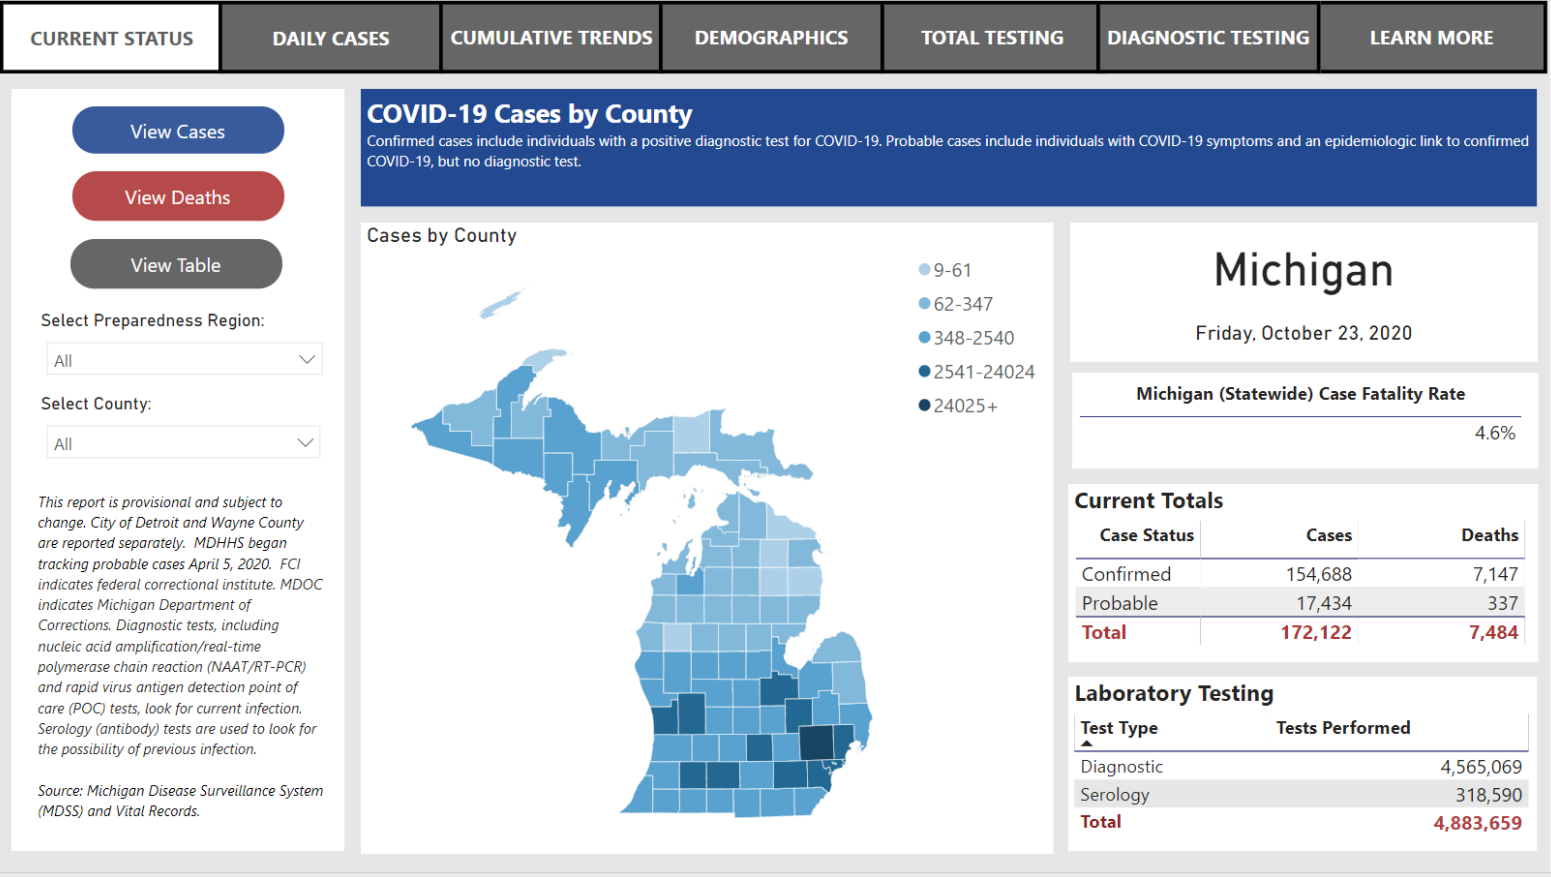 CURRENT STATUS
DAILY CASES
CUMULATIVE TRENDS
DEMOGRAPHICS
TOTAL TESTING
DIAGNOSTIC TESTING
LEARN MORE
View Cases
View Deaths
View Table
Select Preparedness Region:
All
Select County:
All
This report is provisional and subject to
change. City of Detroit and Wayne County
are reported separately.  MDHHS began
tracking probable cases April 5, 2020.  FCI
indicates federal correctional institute. MDOC
indicates Michigan Department of
Corrections. Diagnostic tests, including
nucleic acid amplification/real-time
polymerase chain reaction (NAAT/RT-PCR)
and rapid virus antigen detection point of
care (POC) tests, look for current infection.
Serology (antibody) tests are used to look for
the possibility of previous infection.
Source: Michigan Disease Surveillance System
(MDSS) and Vital Records.
COVID-19 Cases by County
Confirmed cases include individuals with a positive diagnostic test for COVID-19. Probable cases include individuals with COVID-19 symptoms and an epidemiologic link to confirmed
COVID-19, but no diagnostic test.
Cases by County
9-61
62-347
348-2540
2541-24024
24025+
Michigan
Friday, October 23, 2020
Michigan (Statewide) Case Fatality Rate
4.6%
Current Totals
Case Status Cases Deaths
Confirmed 154,688 7,147
Probable 17,434 337
Total 172,122 7,484
Laboratory Testing
Test Type Tests Performed
Diagnostic 4,565,069
Serology 318,590
Total 4,883,659